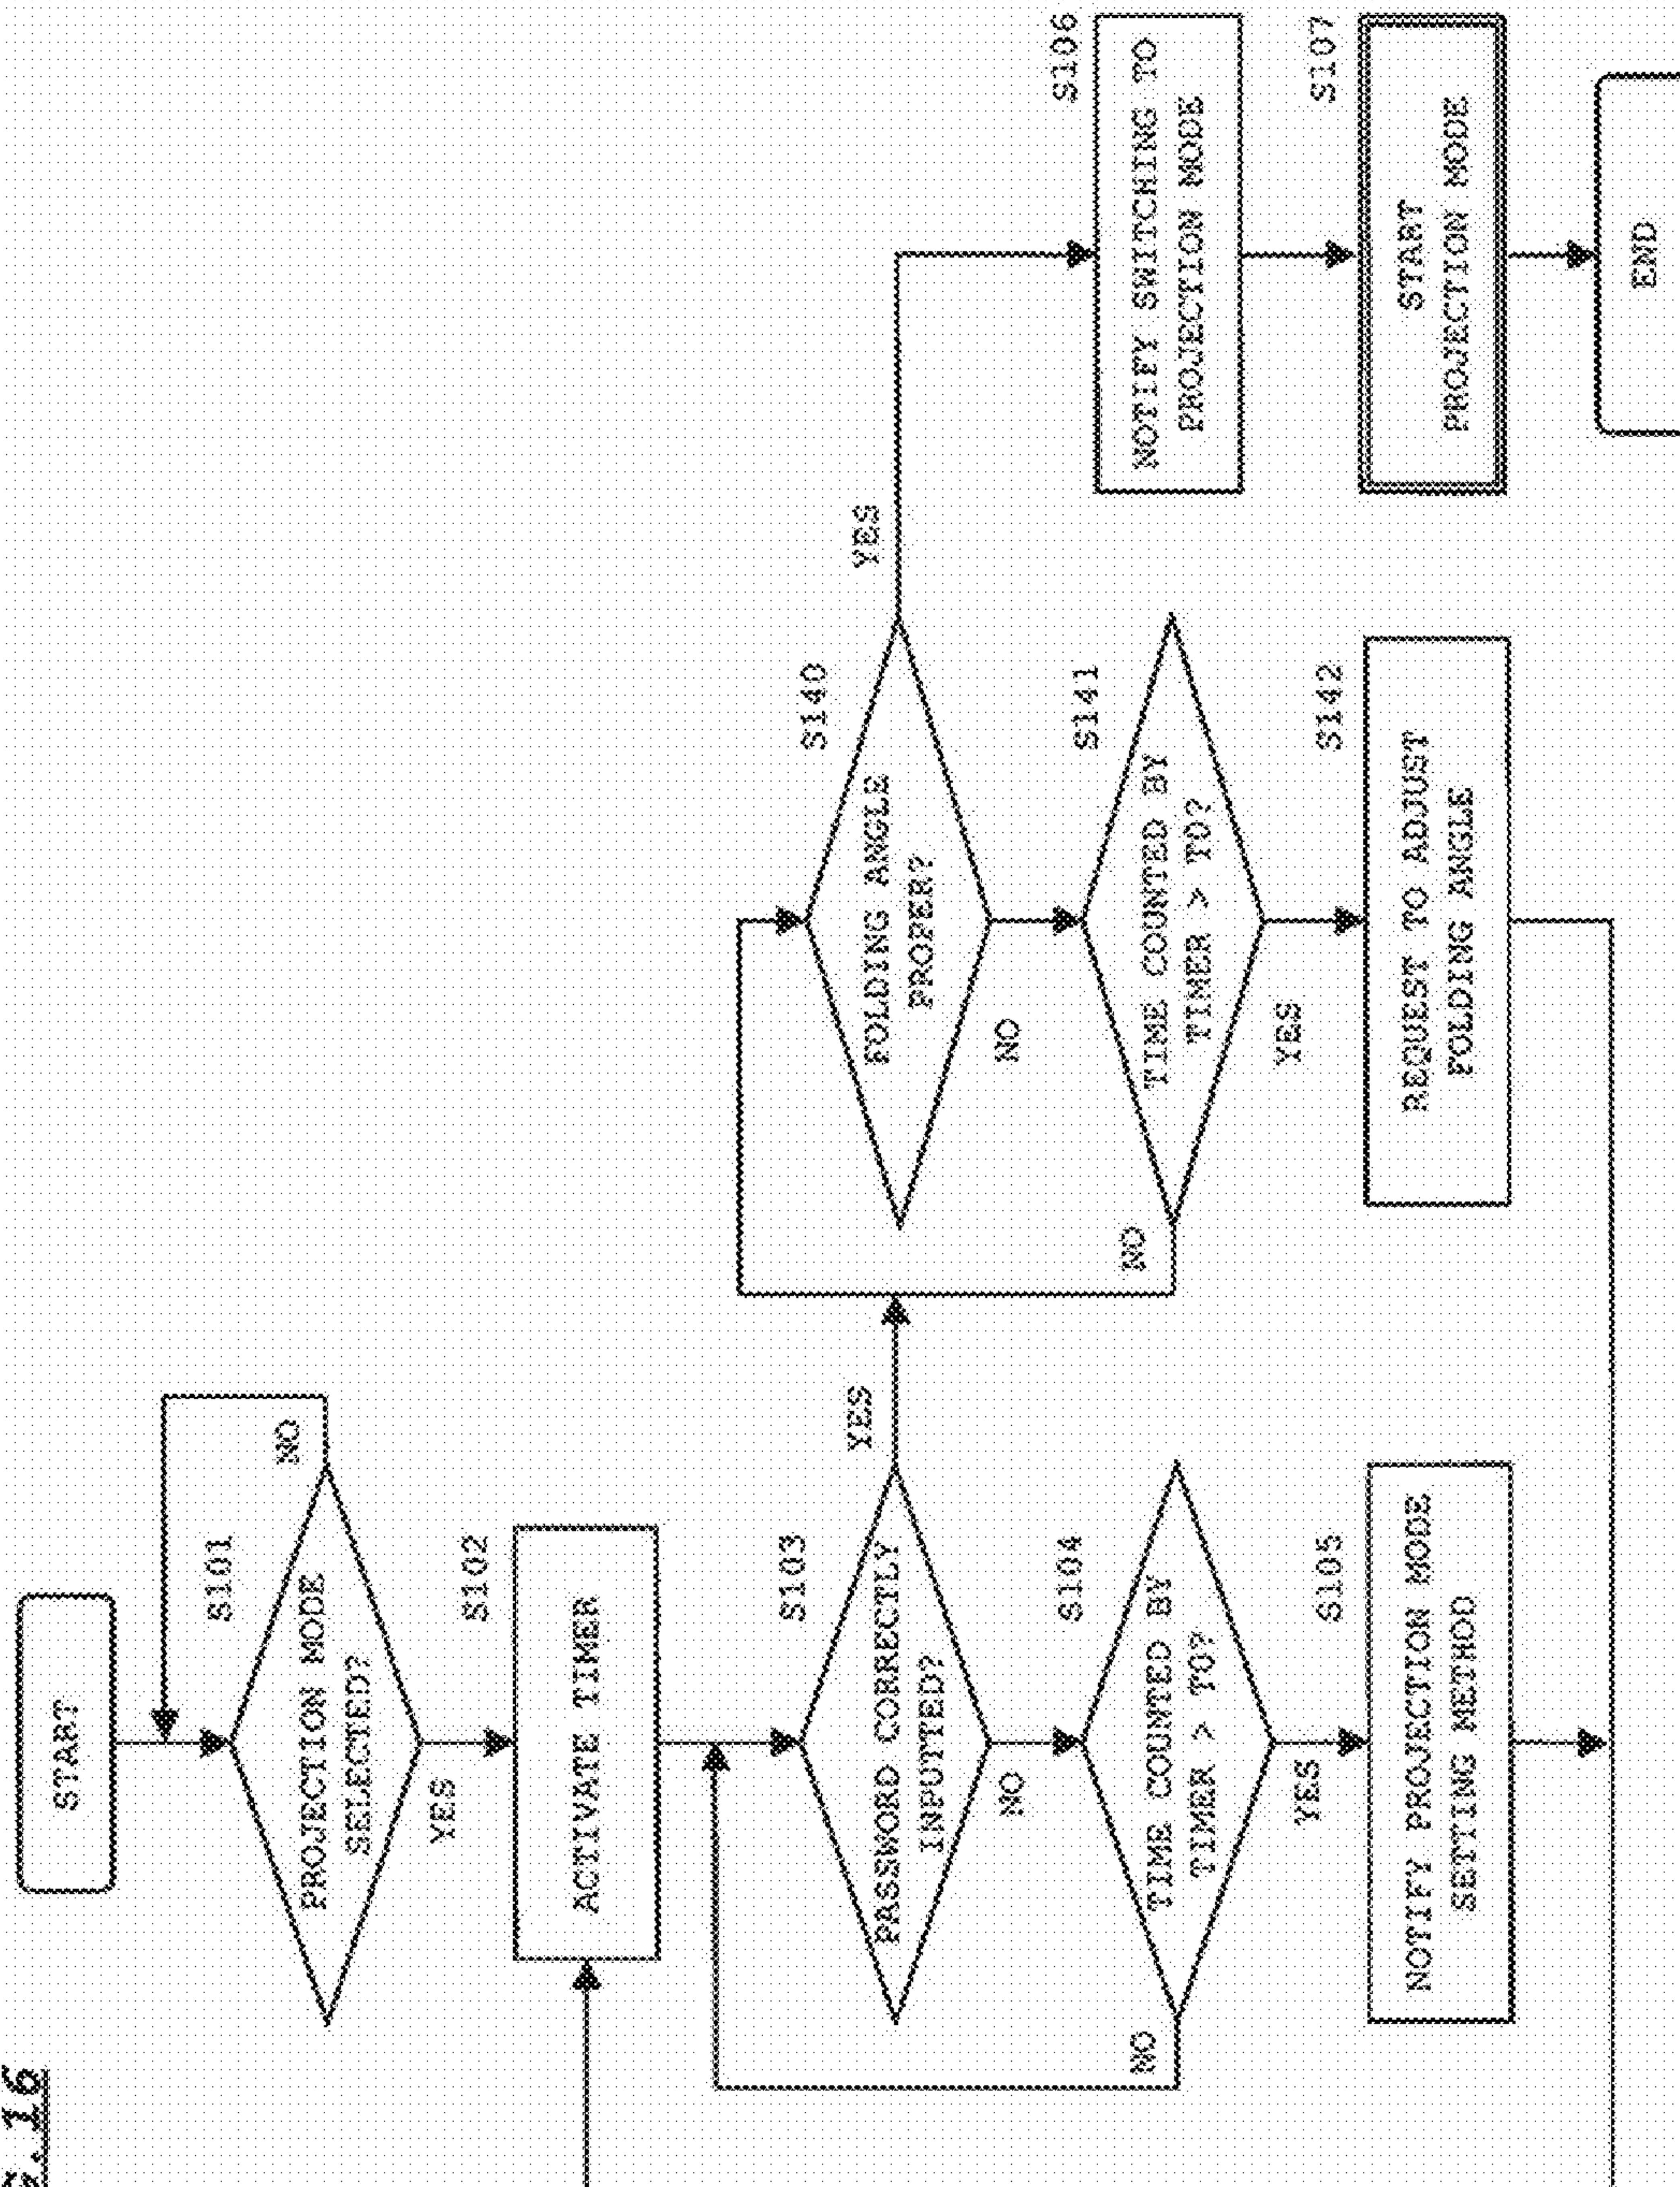 . 16
START
S101
PROJECTION MODE
SELECTED?
NO
YES
S102
ACTIVATE TIMER
S103
PASSWORD CORRECTLY
INPUTTED?
YES
NO
S104
TIME COUNTED BY
TIMER > T0?
NO
YES
S105
NOTIFY PROJECTION MODE
SETTING METHOD
S140
FOLDING ANGLE
PROPER?
YES
NO
S141
TIME COUNTED BY
TIMER > T0?
NO
YES
S142
REQUEST TO ADJUST
FOLDING ANGLE
S106
NOTIFY SWITCHING TO
PROJECTION MODE
S107
START
PROJECTION MODE
END